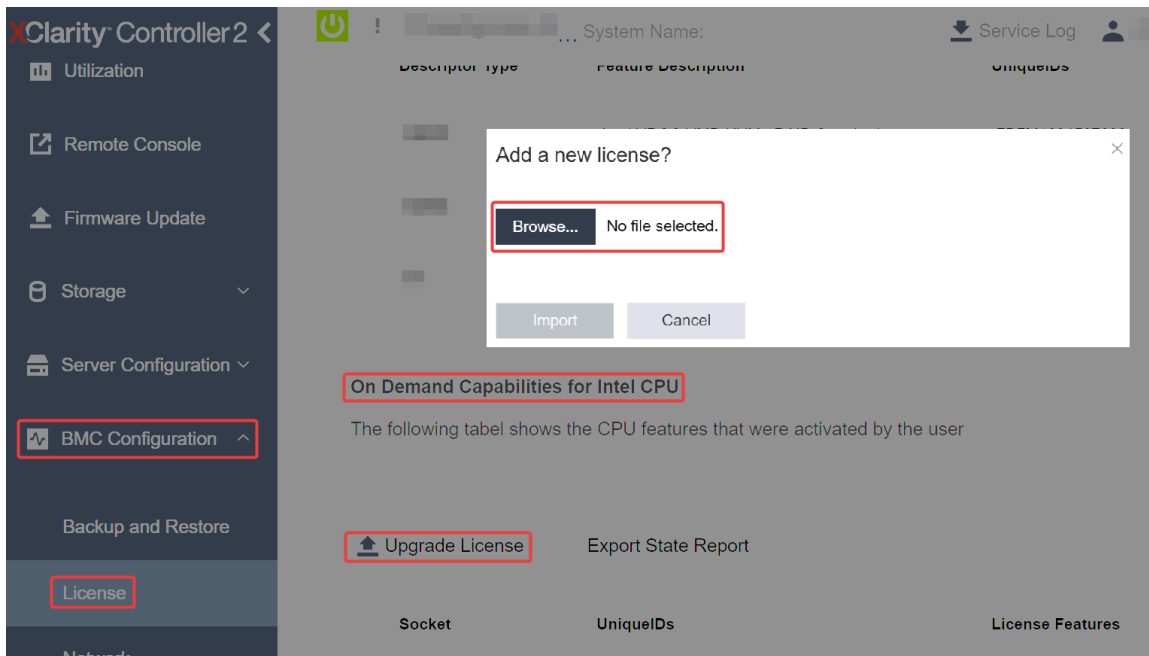 XClarity Controller 2
... System Name:
Service Log
Utilization
Descriptor Type Feature Description UniqueIDs
Remote Console
Add a new license?
Firmware Update
Browse... No file selected.
Storage
Import Cancel
Server Configuration
On Demand Capabilities for Intel CPU
BMC Configuration
The following tabel shows the CPU features that were activated by the user
Backup and Restore
Upgrade License Export State Report
License
Socket UniqueIDs License Features
Network